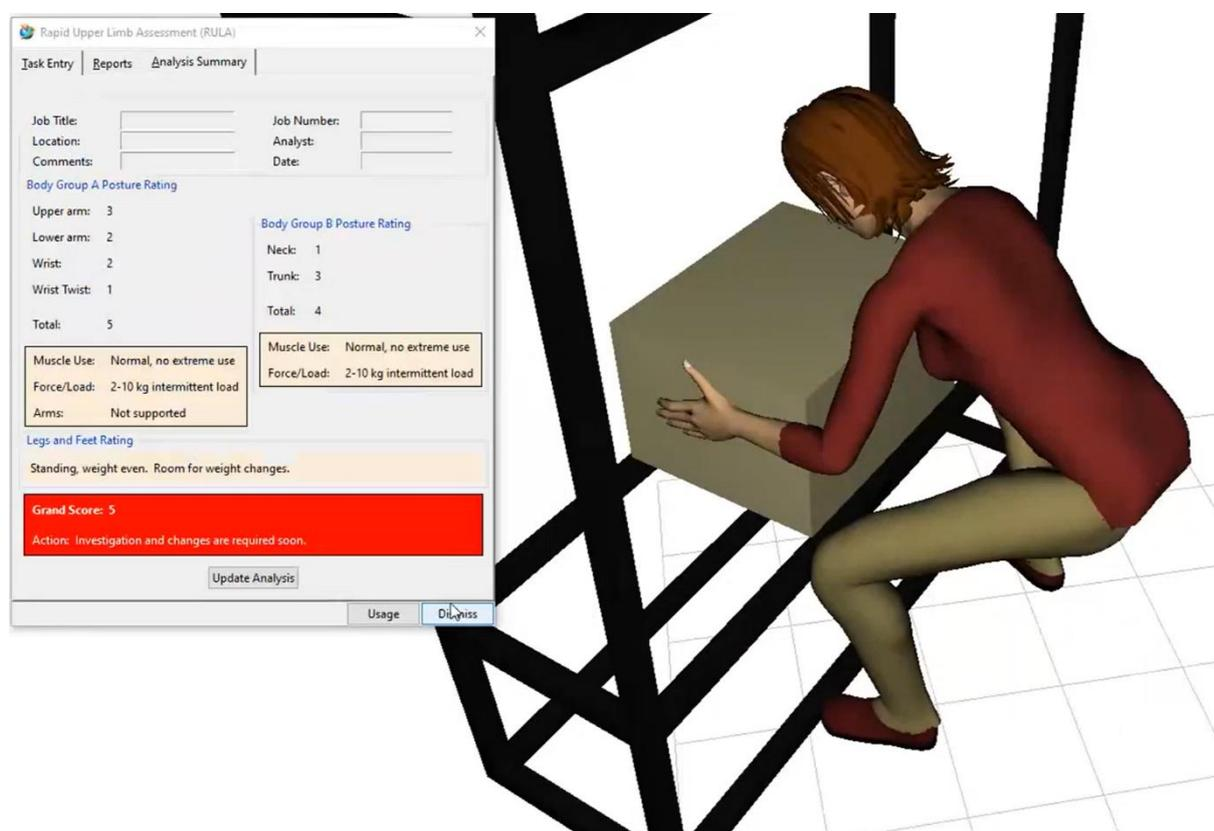 Rapid Upper Limb Assessment (RULA)
Task Entry Reports Analysis Summary
Job Title: Job Number:
Location: Analyst:
Comments: Date:
Body Group A Posture Rating
Upper arm: 3
Lower arm: 2
Wrist: 2
Wrist Twist: 1
Total: 5
Muscle Use: Normal, no extreme use
Force/Load: 2-10 kg intermittent load
Arms: Not supported
Body Group B Posture Rating
Neck: 1
Trunk: 3
Total: 4
Muscle Use: Normal, no extreme use
Force/Load: 2-10 kg intermittent load
Legs and Feet Rating
Standing, weight even. Room for weight changes.
Grand Score: 5
Action: Investigation and changes are required soon.
Update Analysis
Usage Dismiss